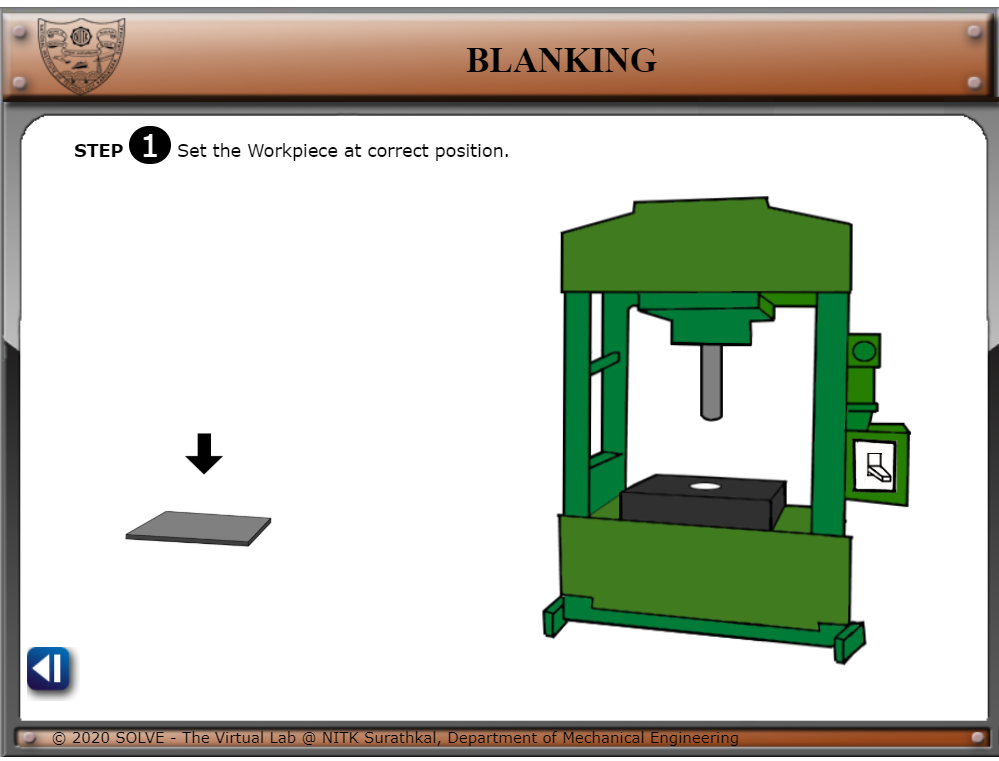 NITK
BLANKING
STEP 1 Set the Workpiece at correct position.
© 2020 SOLVE - The Virtual Lab @ NITK Surathkal, Department of Mechanical Engineering